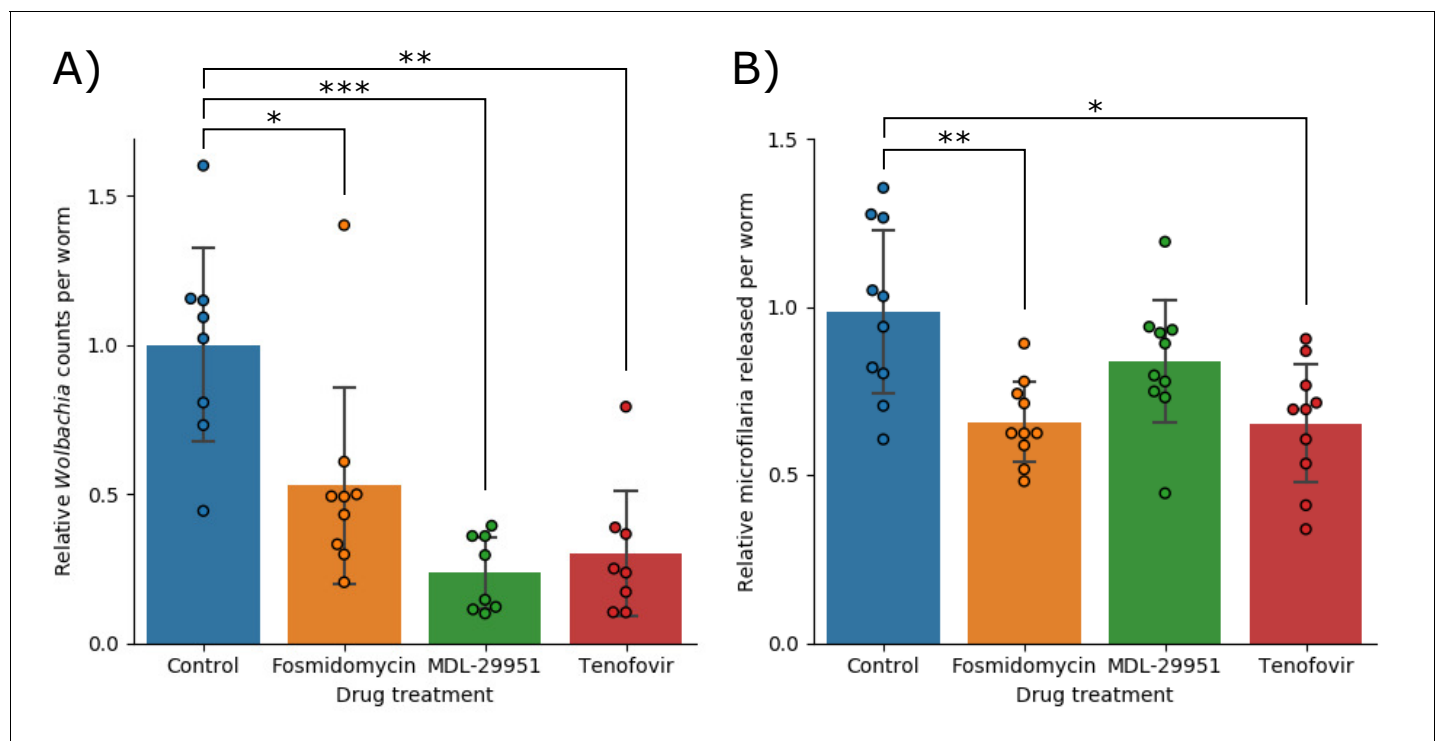 A)
**
***
*
1.5
1.0
0.5
0.0
Relative Wolbachia counts per worm
Control Fosmidomycin MDL-29951 Tenofovir
Drug treatment
B)
*
**
1.5
1.0
0.5
0.0
Relative microfilaria released per worm
Control Fosmidomycin MDL-29951 Tenofovir
Drug treatment